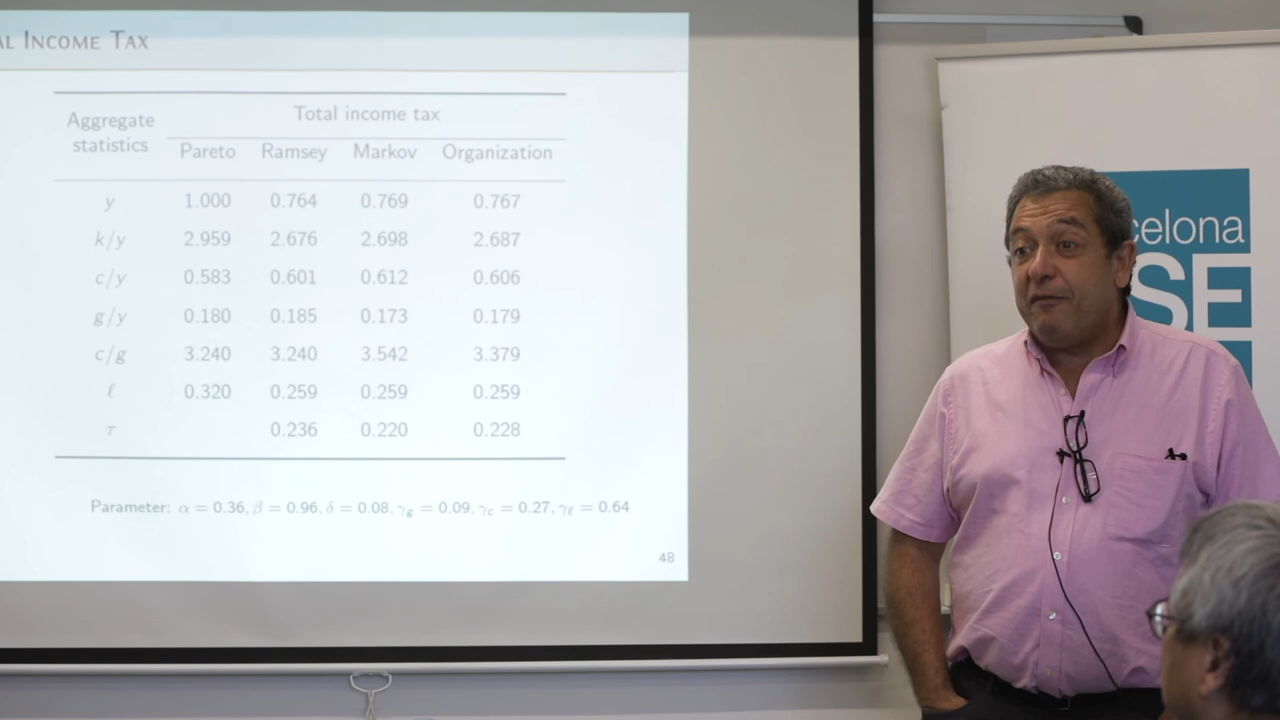 AL INCOME TAX
Aggregate statistics Total income tax
Pareto Ramsey Markov Organization
y 1.000 0.764 0.769 0.767
k/y 2.959 2.676 2.698 2.687
c/y 0.583 0.601 0.612 0.606
g/y 0.180 0.185 0.173 0.179
c/g 3.240 3.240 3.542 3.379
ℓ 0.320 0.259 0.259 0.259
τ 0.236 0.220 0.228
Parameter: α = 0.36, β = 0.96, δ = 0.08, γg = 0.09, γc = 0.27, γℓ = 0.64
48
celona
SE